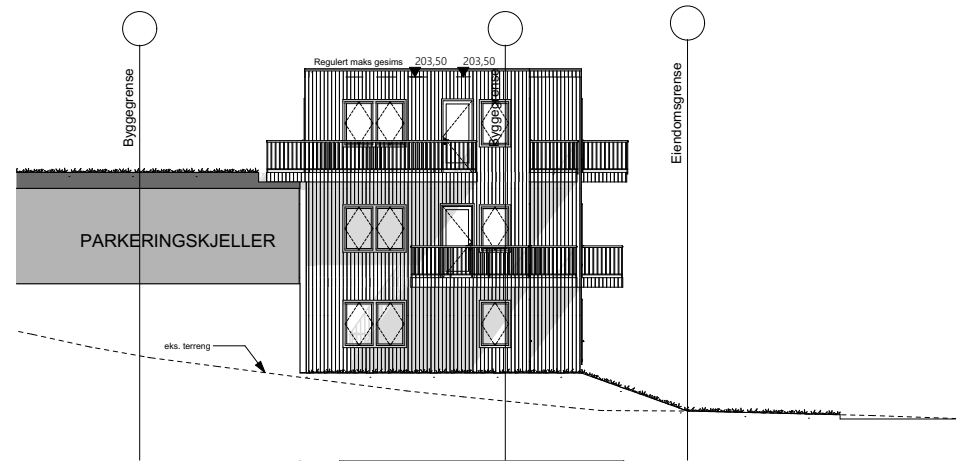 Regulert maks gesims 203,50 203,50
Byggegrense
Byggegrense
Eiendomsgrense
PARKERINGSKJELLER
eks. terreng